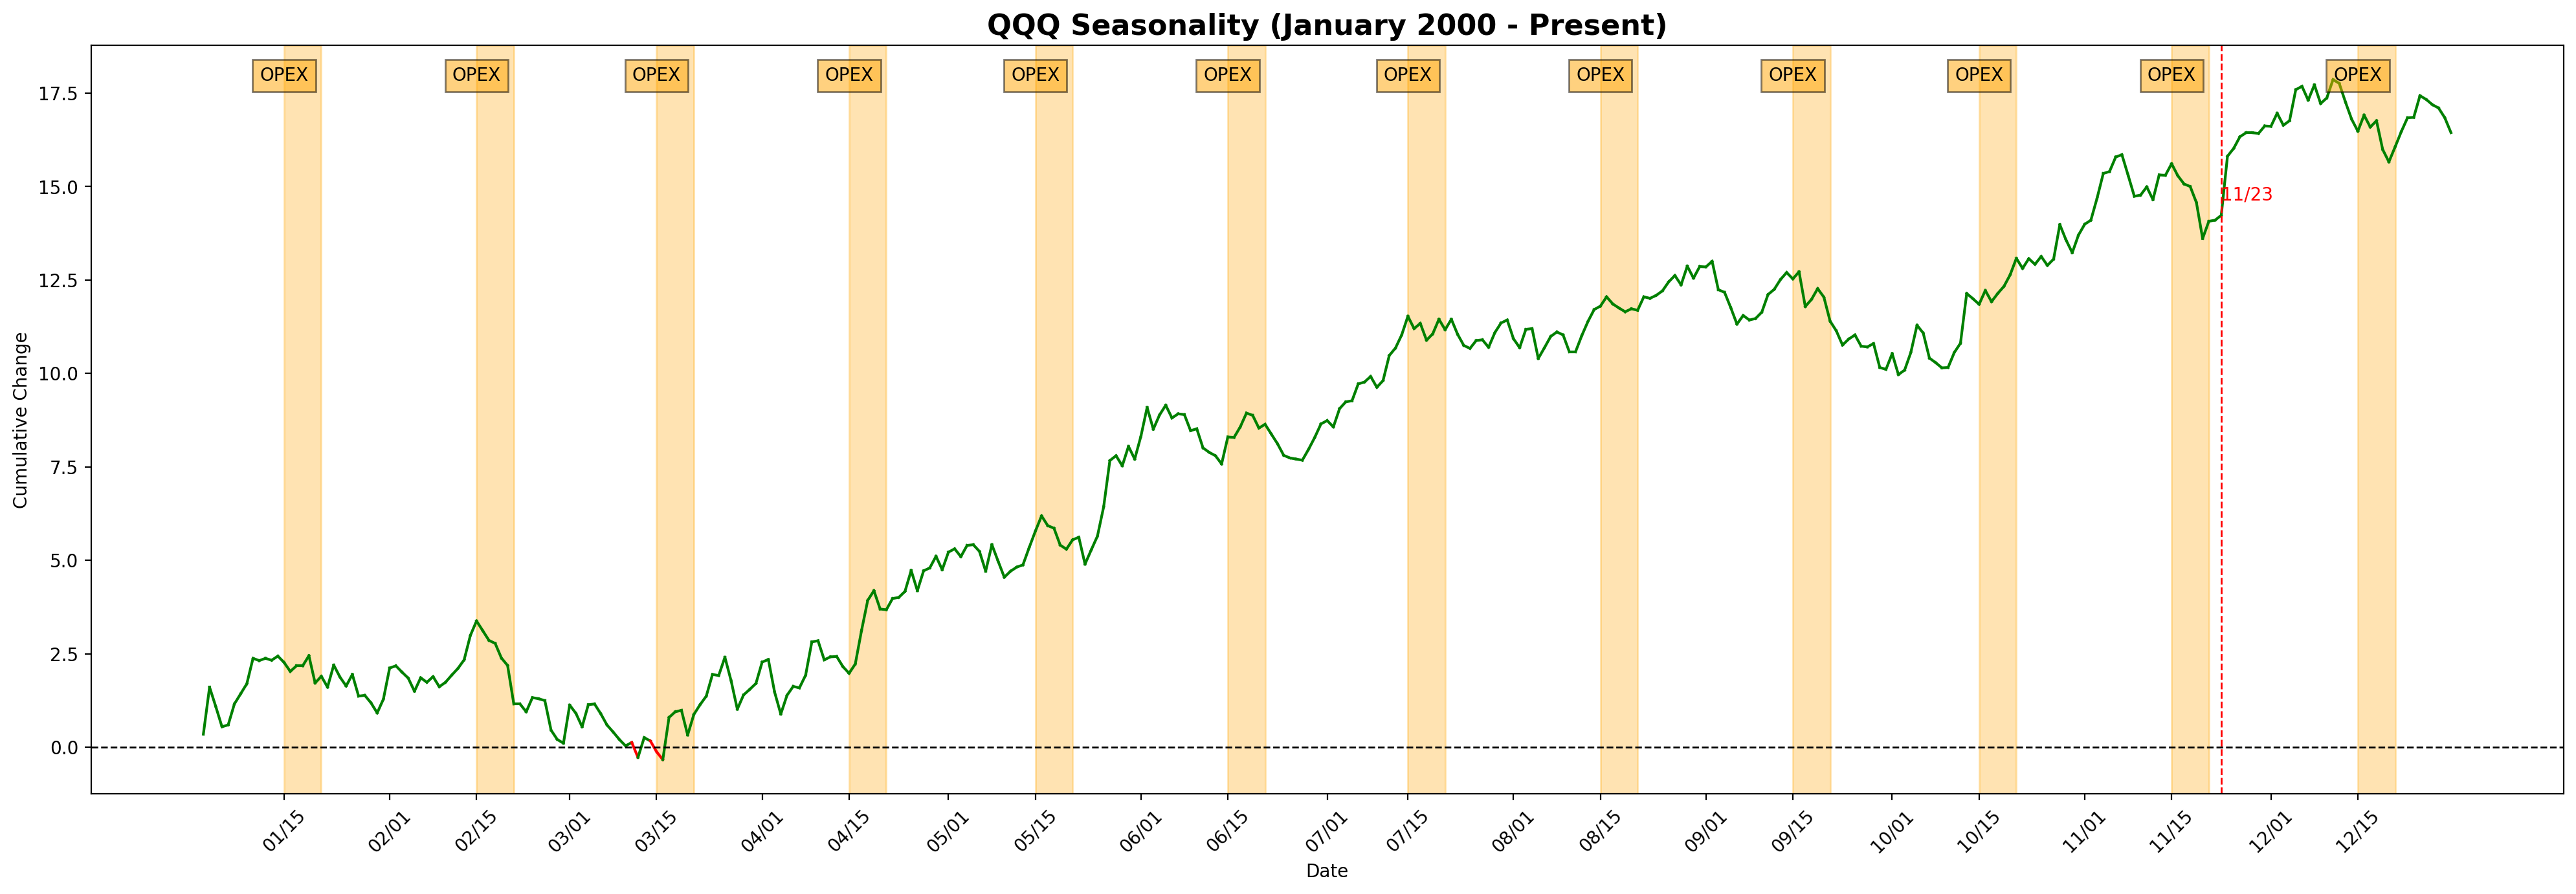 QQQ Seasonality (January 2000 - Present)
OPEX OPEX OPEX OPEX OPEX OPEX OPEX OPEX OPEX OPEX OPEX OPEX
17.5
15.0
12.5
10.0
7.5
5.0
2.5
0.0
Cumulative Change
11/23
01/15 02/01 02/15 03/01 03/15 04/01 04/15 05/01 05/15 06/01 06/15 07/01 07/15 08/01 08/15 09/01 09/15 10/01 10/15 11/01 11/15 12/01 12/15
Date